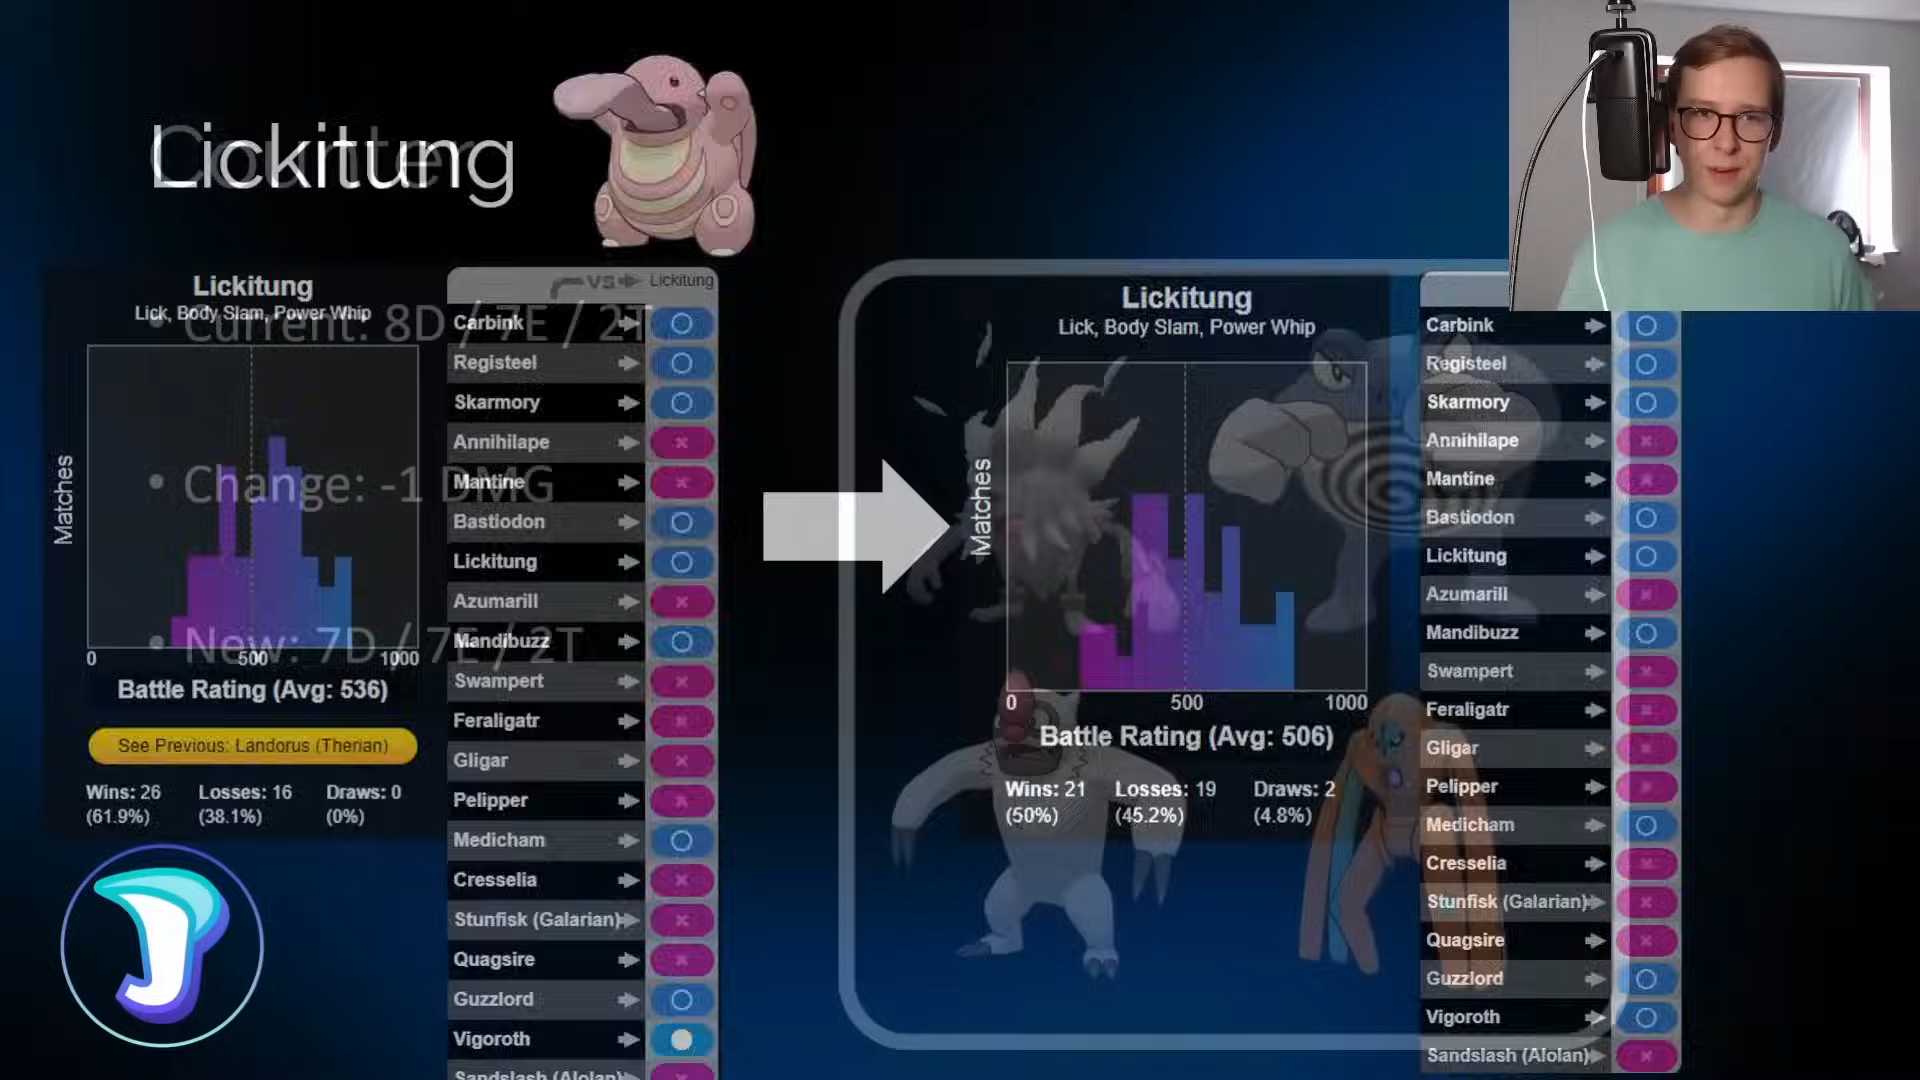 Lickitung
Counter
Lickitung
Lick, Body Slam, Power Whip
• Current: 8D / 7E / 2T
• Change: -1 DMG
• New: 7D / 7E / 2T
Matches
0 500 1000
Battle Rating (Avg: 536)
See Previous: Landorus (Therian)
Wins: 26 Losses: 16 Draws: 0
(61.9%) (38.1%) (0%)
VS Lickitung
Carbink
Registeel
Skarmory
Annihilape
Mantine
Bastiodon
Lickitung
Azumarill
Mandibuzz
Swampert
Feraligatr
Gligar
Pelipper
Medicham
Cresselia
Stunfisk (Galarian)
Quagsire
Guzzlord
Vigoroth
Sandslash (Alolan)
Lickitung
Lick, Body Slam, Power Whip
Matches
0 500 1000
Battle Rating (Avg: 506)
Wins: 21 Losses: 19 Draws: 2
(50%) (45.2%) (4.8%)
Carbink
Registeel
Skarmory
Annihilape
Mantine
Bastiodon
Lickitung
Azumarill
Mandibuzz
Swampert
Feraligatr
Gligar
Pelipper
Medicham
Cresselia
Stunfisk (Galarian)
Quagsire
Guzzlord
Vigoroth
Sandslash (Alolan)
J